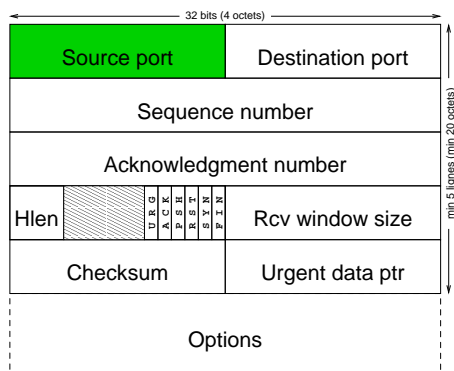 32 bits (4 octets)
Source port
Destination port
Sequence number
Acknowledgment number
Hlen
URG
ACK
PSH
RST
SYN
FIN
Rcv window size
Checksum
Urgent data ptr
Options
min 5 lignes (min 20 octets)